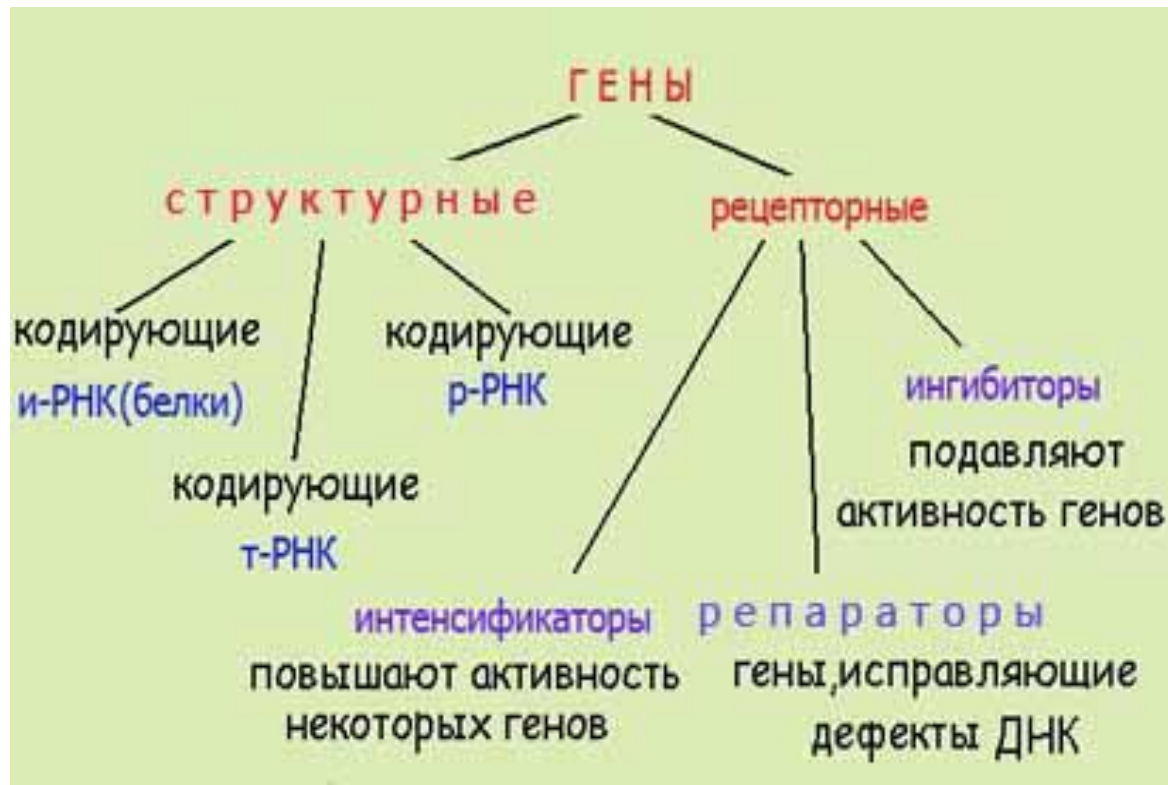 ГЕНЫ
структурные
рецепторные
кодирующие
и-РНК(белки)
кодирующие
т-РНК
кодирующие
р-РНК
интенсификаторы
повышают активность
некоторых генов
репараторы
гены,исправляющие
дефекты ДНК
ингибиторы
подавляют
активность генов